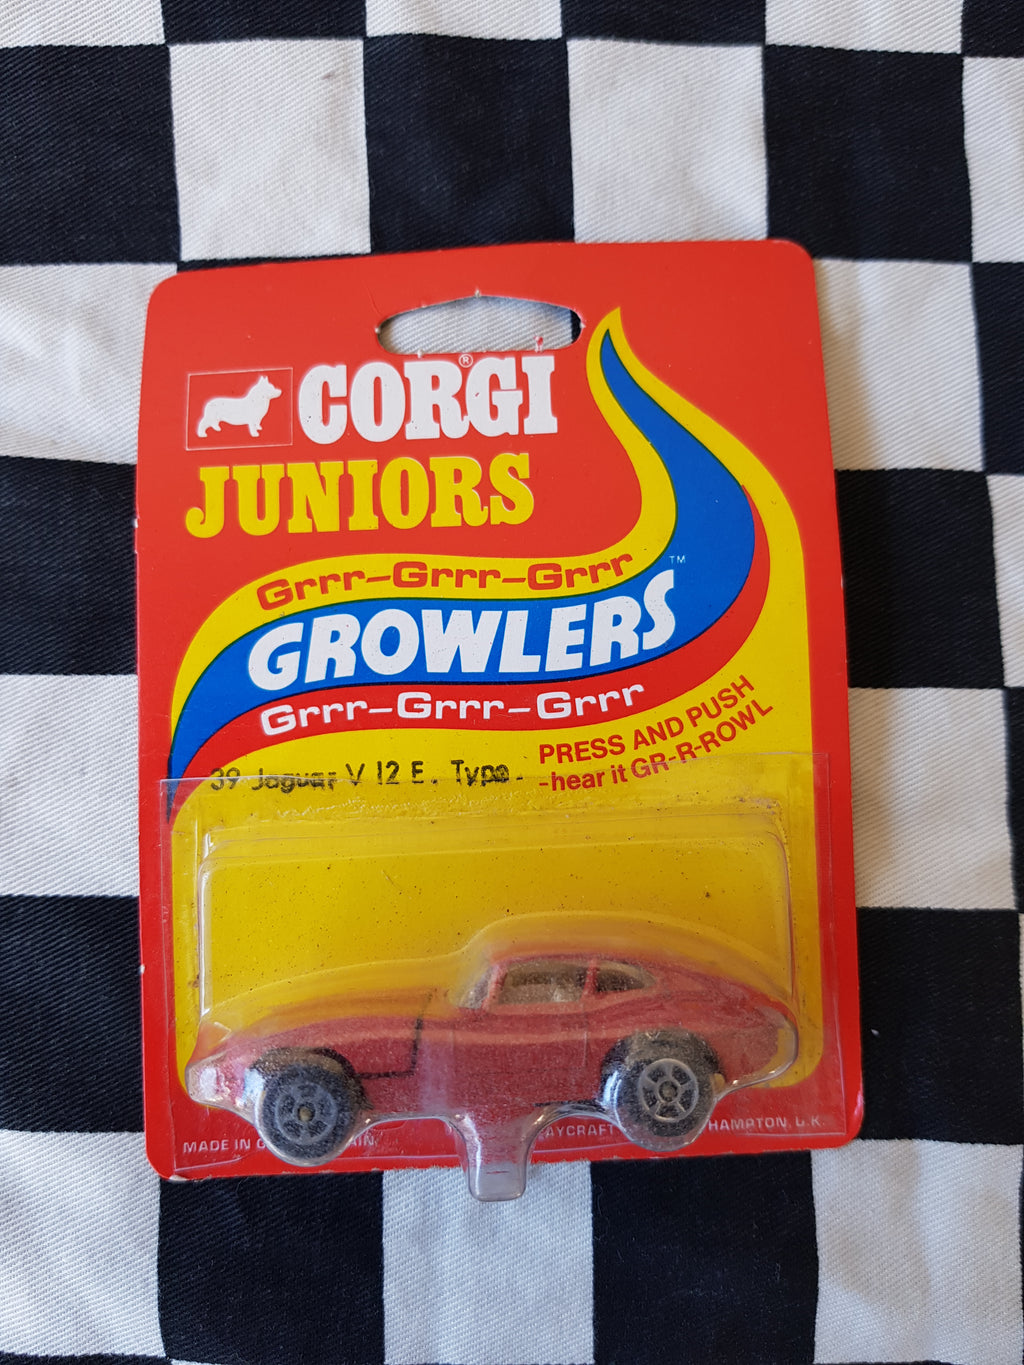 CORGI®
JUNIORS
Grrr-Grrr-Grrr
GROWLERS™
Grrr-Grrr-Grrr
PRESS AND PUSH
-hear it GR-R-ROWL
39 Jaguar V 12 E. Type.
MADE IN
HAMPTON, U.K.